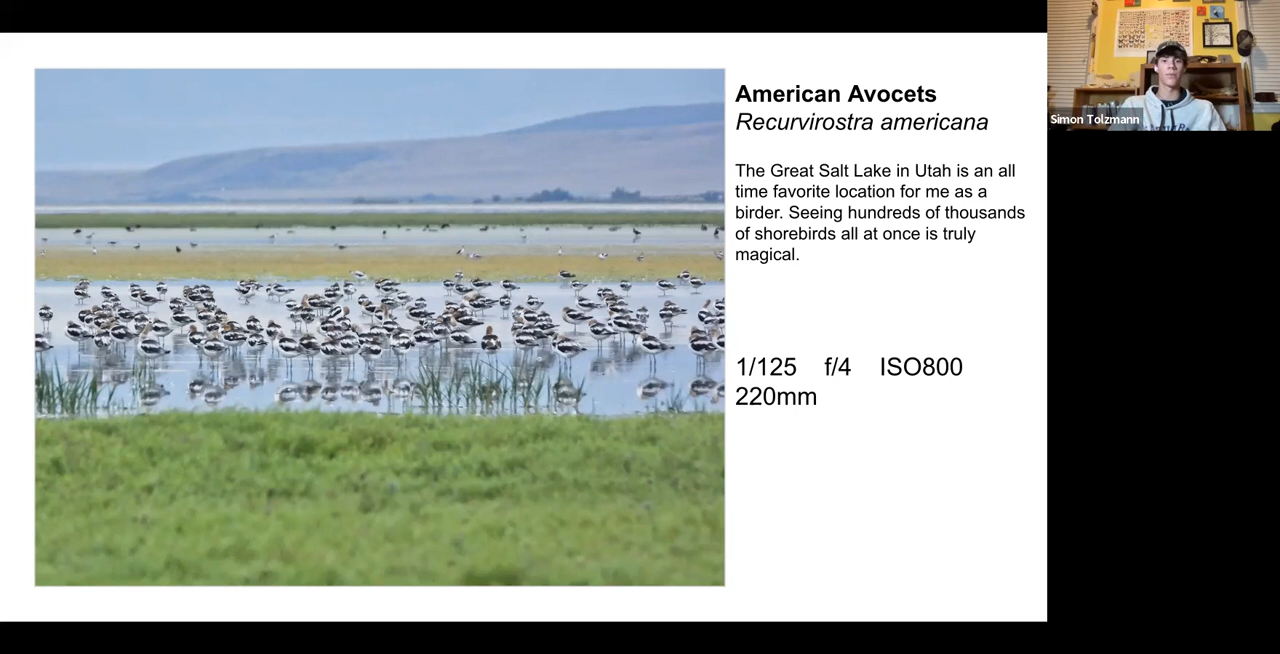 American Avocets
Recurvirostra americana
The Great Salt Lake in Utah is an all
time favorite location for me as a
birder. Seeing hundreds of thousands
of shorebirds all at once is truly
magical.
1/125 f/4 ISO800
220mm
Simon Tolzmann